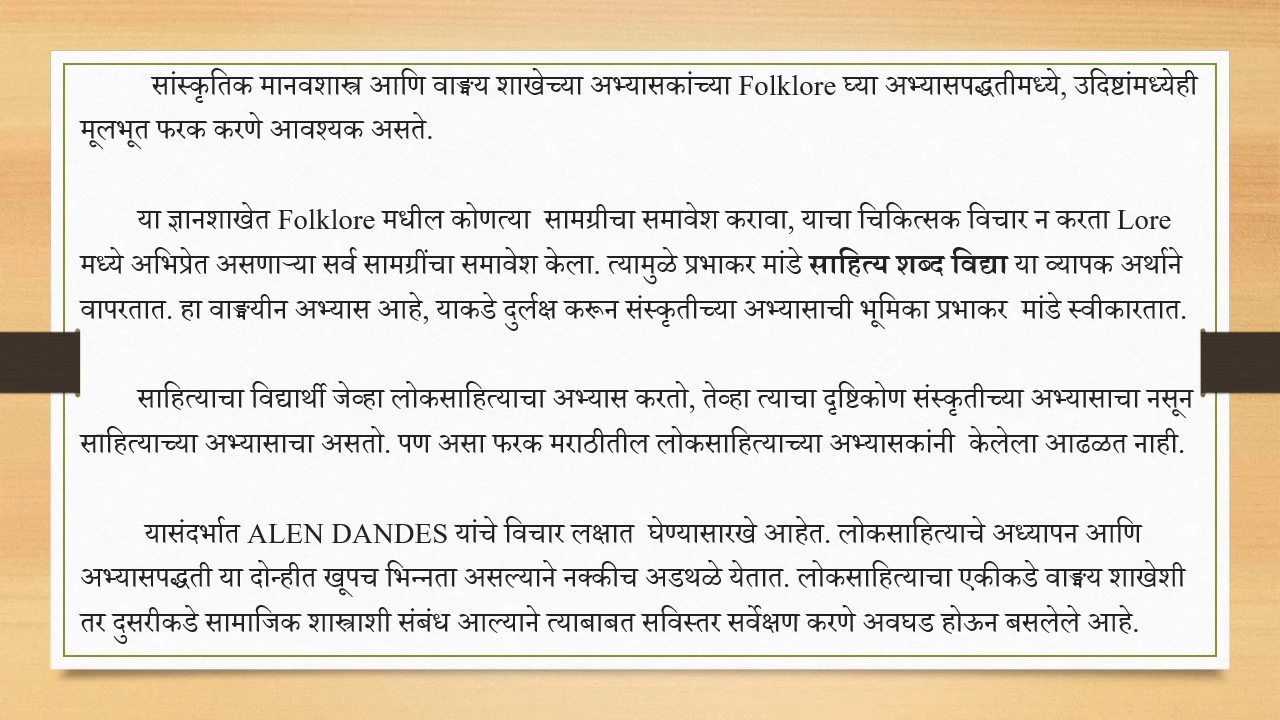 सांस्कृतिक मानवशास्त्र आणि वाङ्मय शाखेच्या अभ्यासकांच्या Folklore घ्या अभ्यासपद्धतीमध्ये, उदिष्टांमध्येही
मूलभूत फरक करणे आवश्यक असते.
या ज्ञानशाखेत Folklore मधील कोणत्या सामग्रीचा समावेश करावा, याचा चिकित्सक विचार न करता Lore
मध्ये अभिप्रेत असणाऱ्या सर्व सामग्रींचा समावेश केला. त्यामुळे प्रभाकर मांडे साहित्य शब्द विद्या या व्यापक अर्थाने
वापरतात. हा वाङ्मयीन अभ्यास आहे, याकडे दुर्लक्ष करून संस्कृतीच्या अभ्यासाची भूमिका प्रभाकर मांडे स्वीकारतात.
साहित्याचा विद्यार्थी जेव्हा लोकसाहित्याचा अभ्यास करतो, तेव्हा त्याचा दृष्टिकोण संस्कृतीच्या अभ्यासाचा नसून
साहित्याच्या अभ्यासाचा असतो. पण असा फरक मराठीतील लोकसाहित्याच्या अभ्यासकांनी केलेला आढळत नाही.
यासंदर्भात ALEN DANDES यांचे विचार लक्षात घेण्यासारखे आहेत. लोकसाहित्याचे अध्यापन आणि
अभ्यासपद्धती या दोन्हीत खूपच भिन्नता असल्याने नक्कीच अडथळे येतात. लोकसाहित्याचा एकीकडे वाङ्मय शाखेशी
तर दुसरीकडे सामाजिक शास्त्राशी संबंध आल्याने त्याबाबत सविस्तर सर्वेक्षण करणे अवघड होऊन बसलेले आहे.